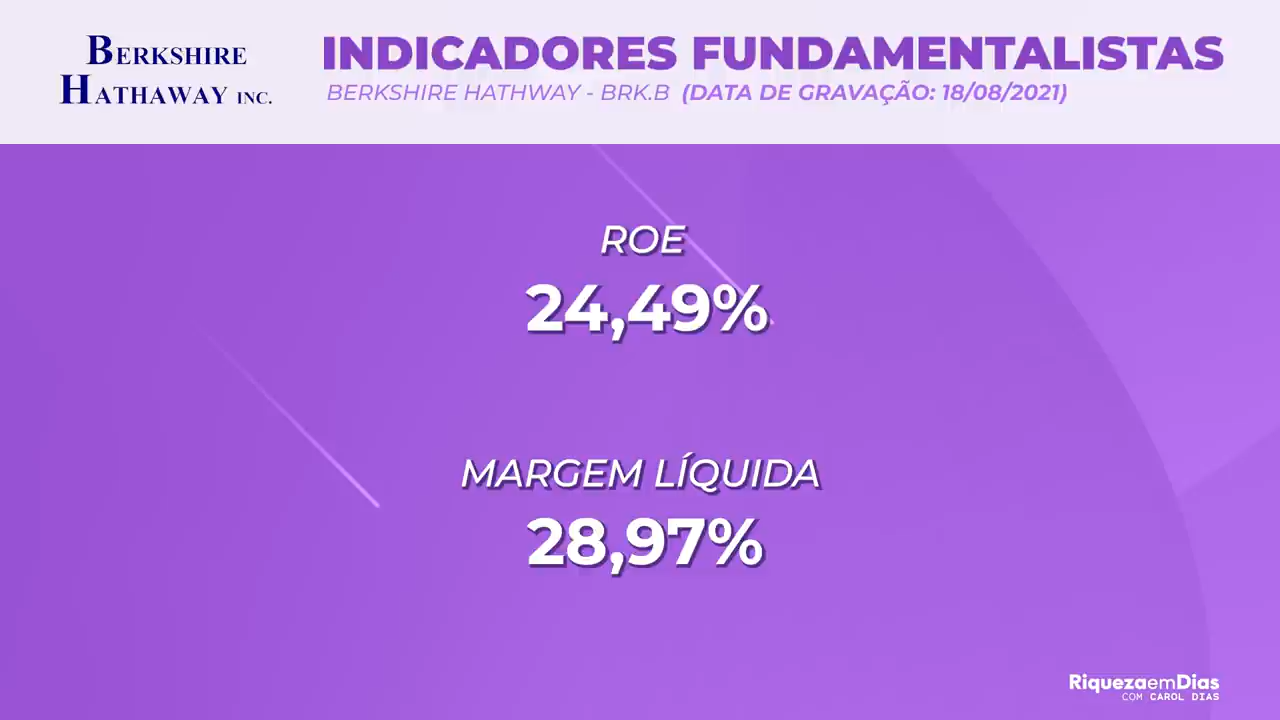 BERKSHIRE
HATHAWAY INC.
INDICADORES FUNDAMENTALISTAS
BERKSHIRE HATHWAY - BRK.B (DATA DE GRAVAÇÃO: 18/08/2021)
ROE
24,49%
MARGEM LÍQUIDA
28,97%
RiquezaemDias
COM CAROL DIAS